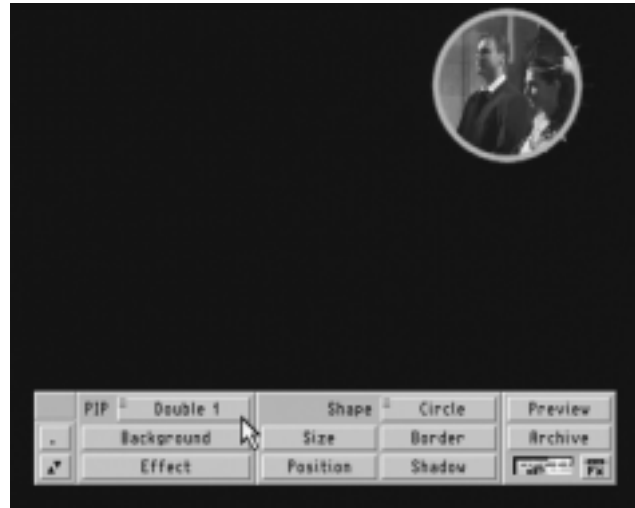 PIP Double 1 Shape Circle Preview
Background Size Border Archive
Effect Position Shadow FX